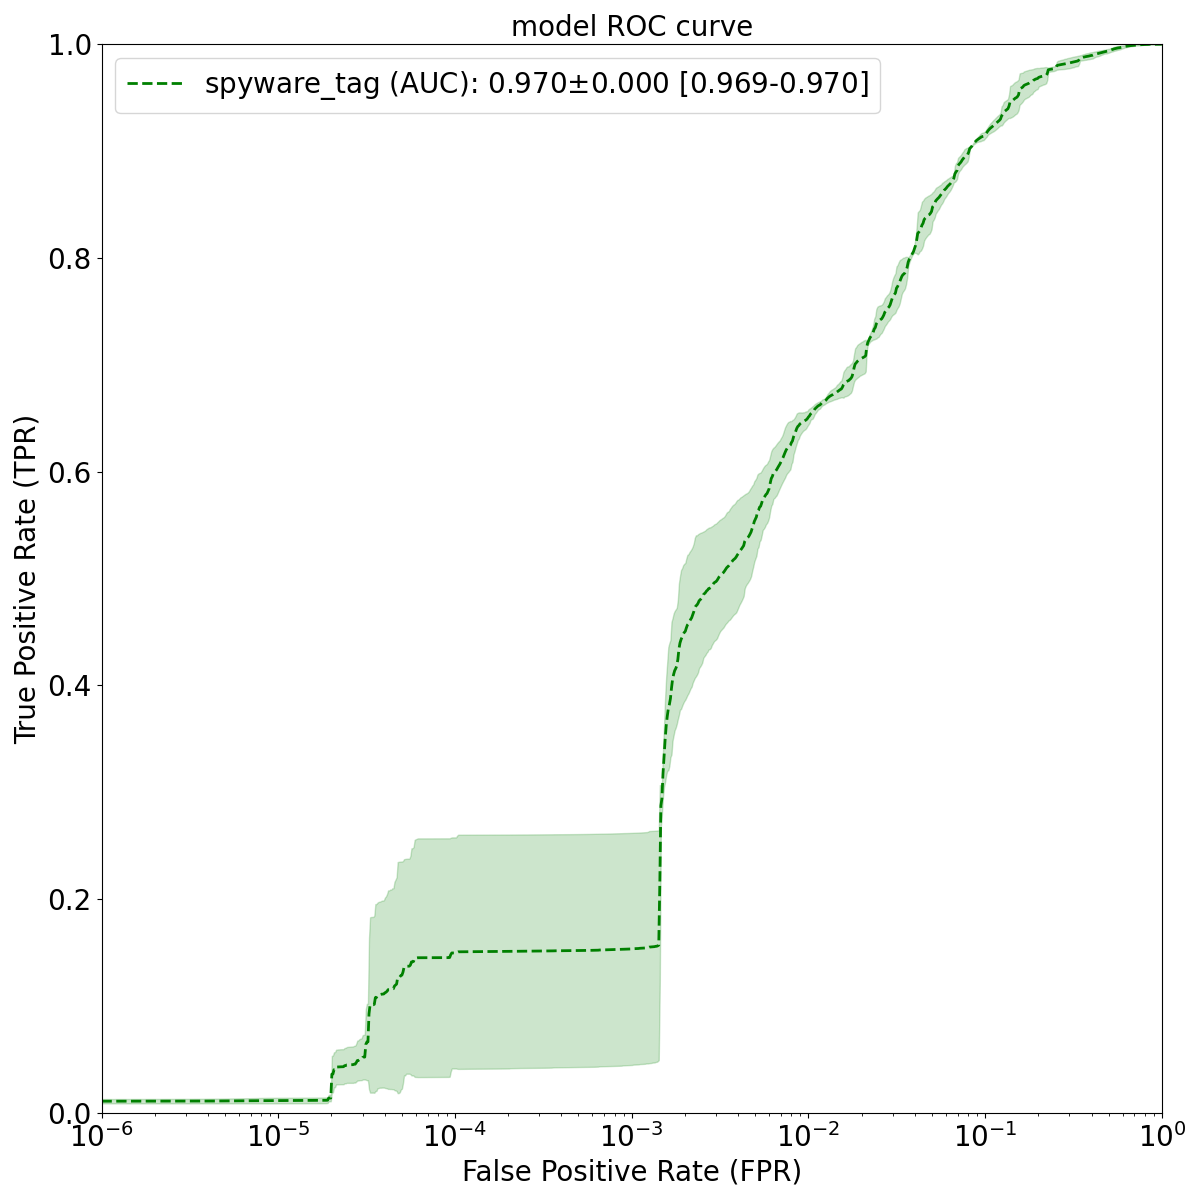 model ROC curve
spyware_tag (AUC): 0.970±0.000 [0.969-0.970]
1.0
0.8
0.6
0.4
0.2
0.0
True Positive Rate (TPR)
10⁻⁶ 10⁻⁵ 10⁻⁴ 10⁻³ 10⁻² 10⁻¹ 10⁰
False Positive Rate (FPR)